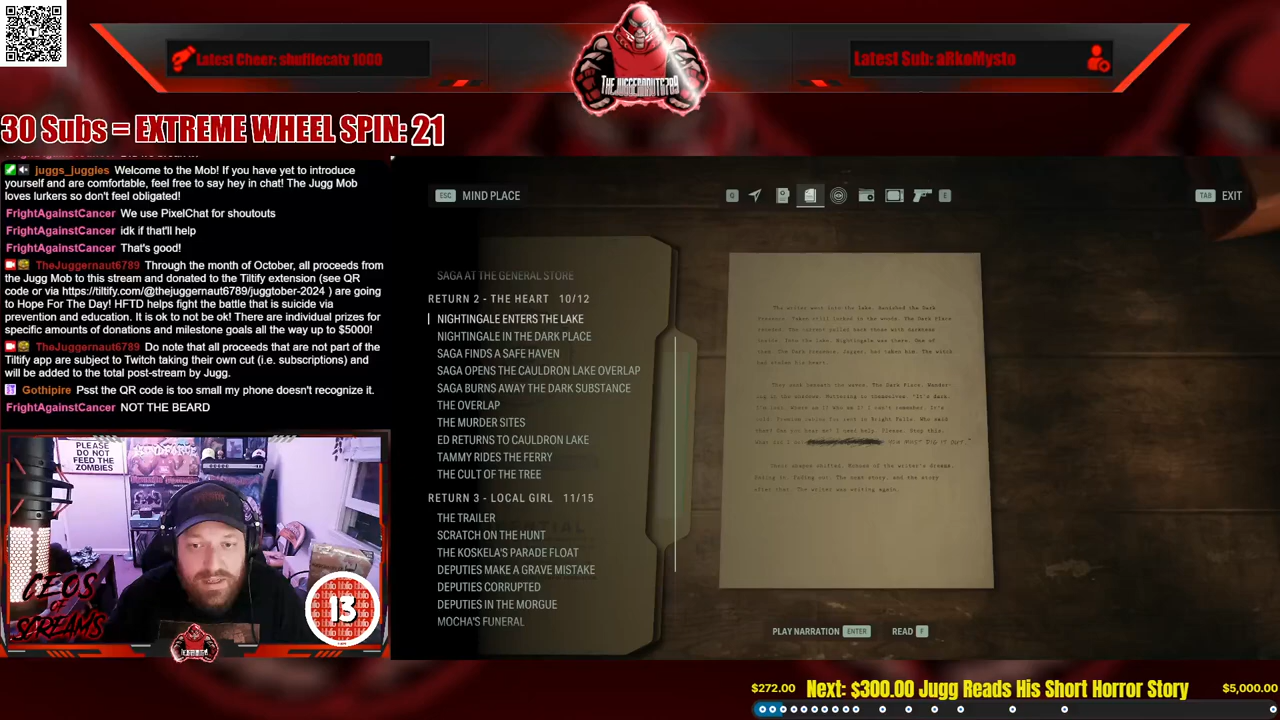 Latest Cheer: shufflecatv 1000
THEJUGGERNAUT6789
Latest Sub: aRkoMysto
30 Subs = EXTREME WHEEL SPIN: 21
juggs_juggies Welcome to the Mob! If you have yet to introduce
yourself and are comfortable, feel free to say hey in chat! The Jugg Mob
loves lurkers so don't feel obligated!
FrightAgainstCancer We use PixelChat for shoutouts
FrightAgainstCancer idk if that'll help
FrightAgainstCancer That's good!
TheJuggernaut6789 Through the month of October, all proceeds from
the Jugg Mob to this stream and donated to the Tiltify extension (see QR
code or via https://tiltify.com/@thejuggernaut6789/juggtober-2024 ) are going
to Hope For The Day! HFTD helps fight the battle that is suicide via
prevention and education. It is ok to not be ok! There are individual prizes for
specific amounts of donations and milestone goals all the way up to $5000!
TheJuggernaut6789 Do note that all proceeds that are not part of the
Tiltify app are subject to Twitch taking their own cut (i.e. subscriptions) and
will be added to the total post-stream by Jugg.
Gothipire Psst the QR code is too small my phone doesn't recognize it.
FrightAgainstCancer NOT THE BEARD
PLEASE
DO NOT
FEED THE
ZOMBIES
CEOS
OF
SCREAMS
13
ESC MIND PLACE
Q
E
TAB EXIT
SAGA AT THE GENERAL STORE
RETURN 2 - THE HEART 10/12
NIGHTINGALE ENTERS THE LAKE
NIGHTINGALE IN THE DARK PLACE
SAGA FINDS A SAFE HAVEN
SAGA OPENS THE CAULDRON LAKE OVERLAP
SAGA BURNS AWAY THE DARK SUBSTANCE
THE OVERLAP
THE MURDER SITES
ED RETURNS TO CAULDRON LAKE
TAMMY RIDES THE FERRY
THE CULT OF THE TREE
RETURN 3 - LOCAL GIRL 11/15
THE TRAILER
SCRATCH ON THE HUNT
THE KOSKELA'S PARADE FLOAT
DEPUTIES MAKE A GRAVE MISTAKE
DEPUTIES CORRUPTED
DEPUTIES IN THE MORGUE
MOCHA'S FUNERAL
PLAY NARRATION ENTER
READ F
$272.00 Next: $300.00 Jugg Reads His Short Horror Story $5,000.00